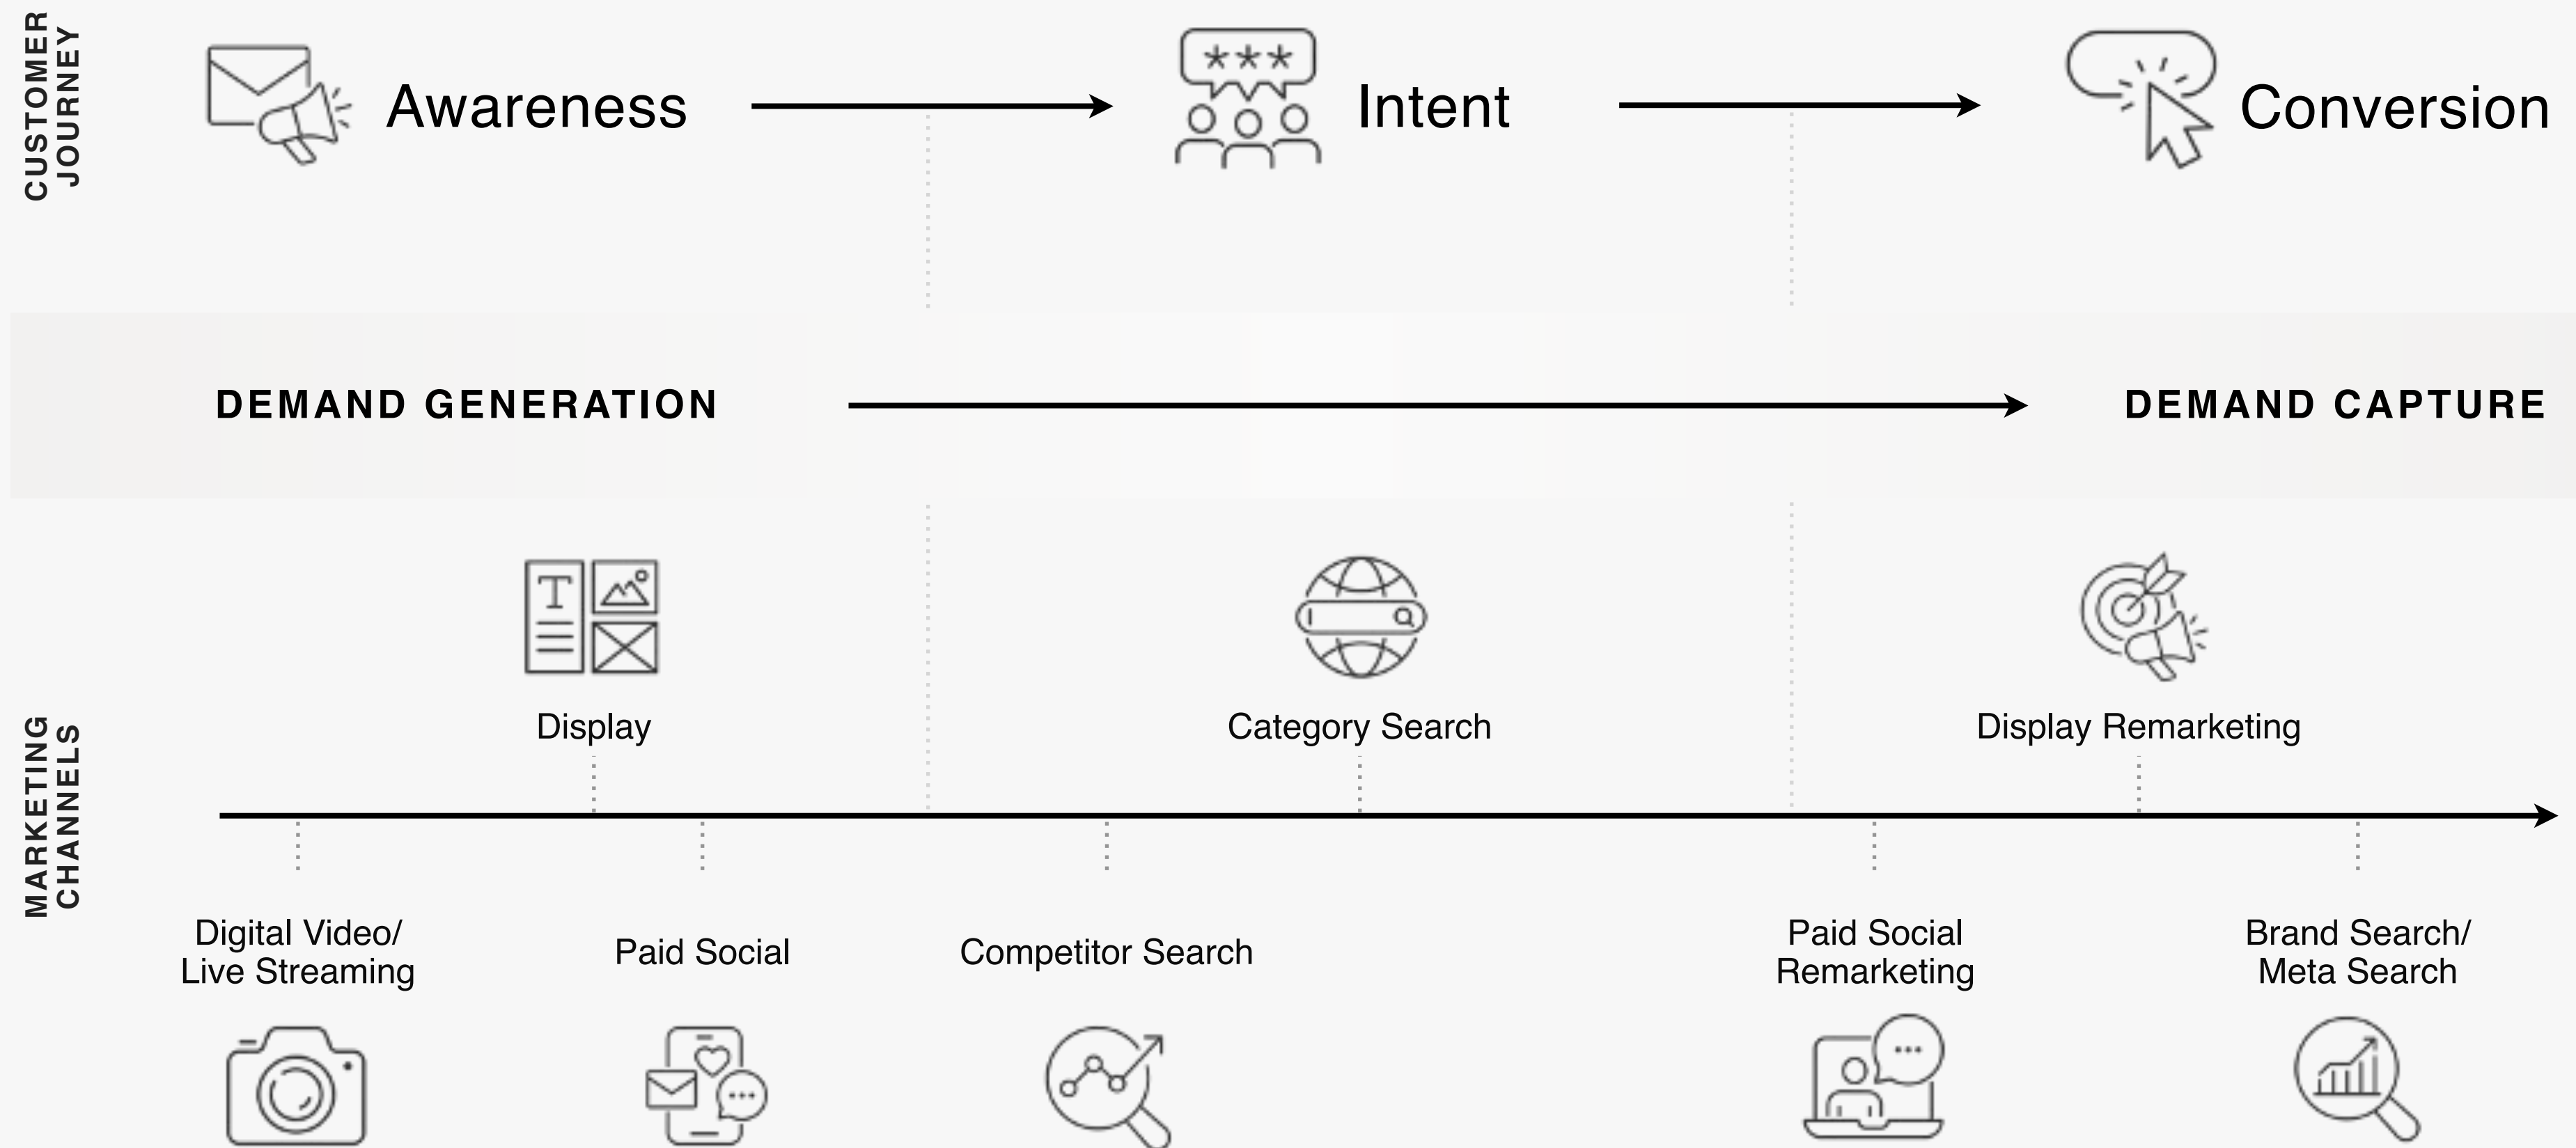 CUSTOMER
JOURNEY
Awareness
Intent
Conversion
DEMAND GENERATION
DEMAND CAPTURE
MARKETING
CHANNELS
Display
Category Search
Display Remarketing
Digital Video/
Live Streaming
Paid Social
Competitor Search
Paid Social
Remarketing
Brand Search/
Meta Search